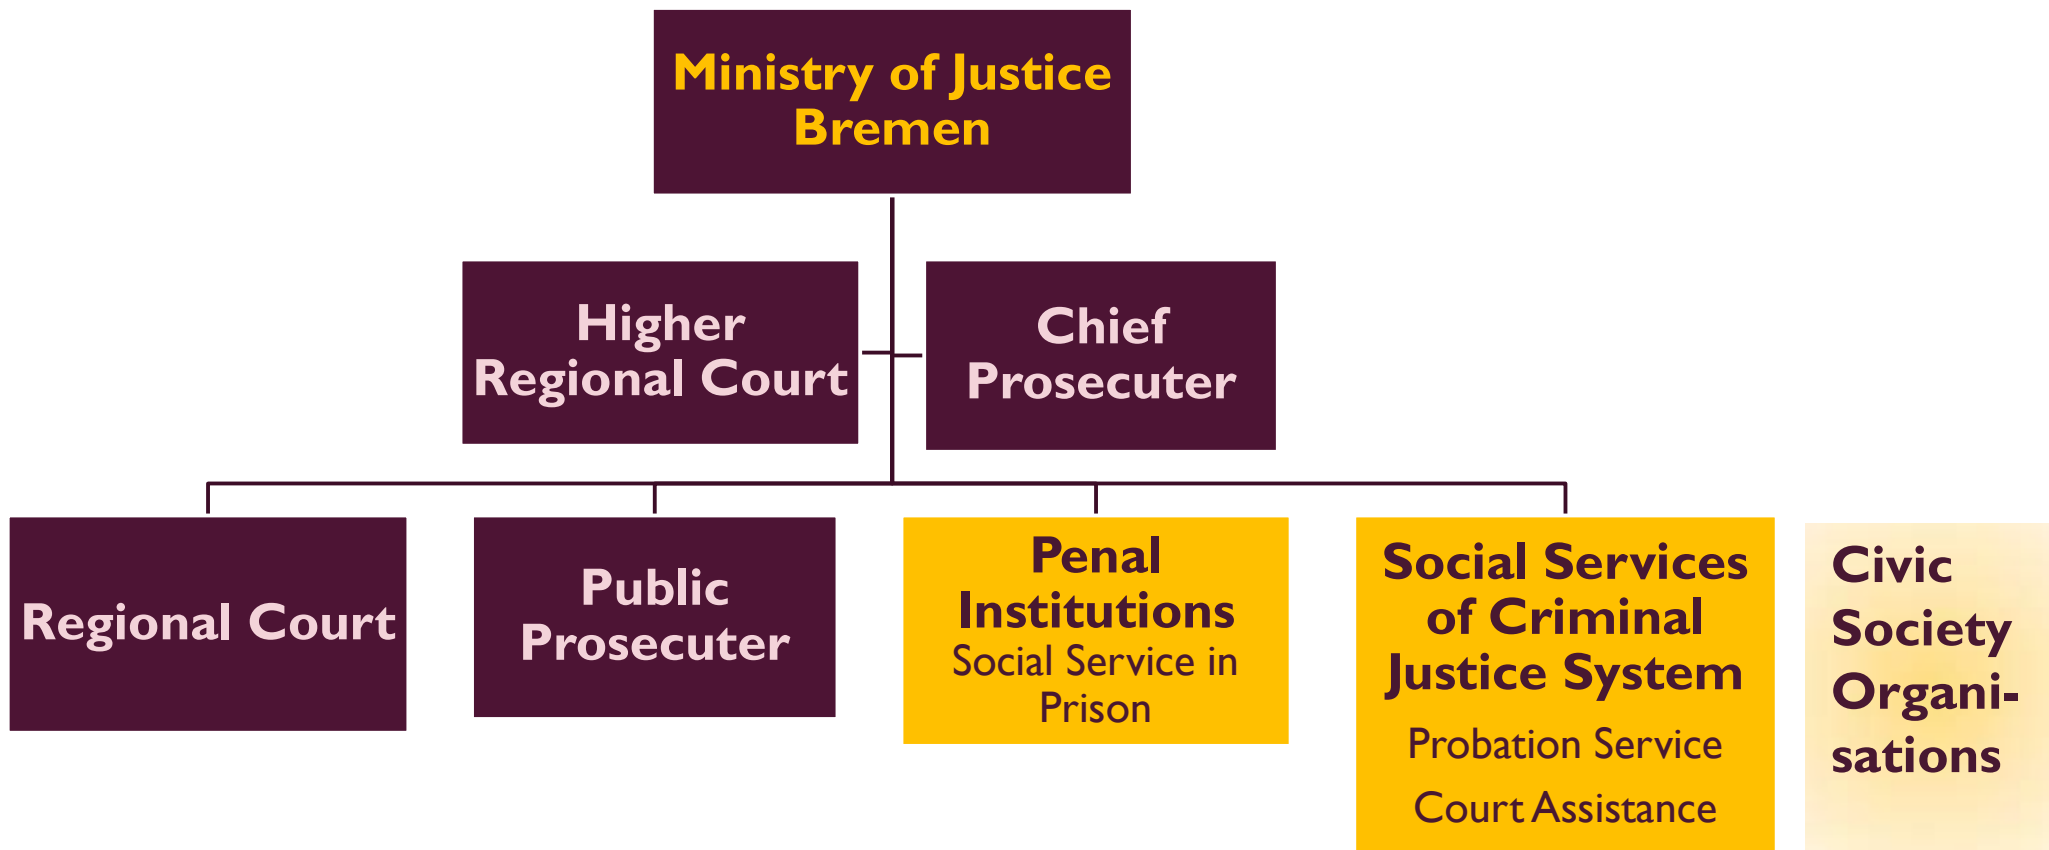 Ministry of Justice
Bremen
Higher
Regional Court
Chief
Prosecuter
Regional Court
Public
Prosecuter
Penal
Institutions
Social Service in
Prison
Social Services
of Criminal
Justice System
Probation Service
Court Assistance
Civic
Society
Organi-
sations